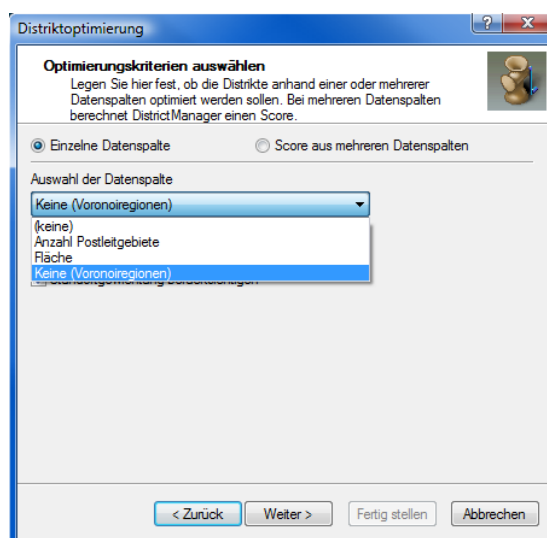 Distriktoptimierung
Optimierungskriterien auswählen
Legen Sie hier fest, ob die Distrikte anhand einer oder mehrerer
Datenspalten optimiert werden sollen. Bei mehreren Datenspalten
berechnet DistrictManager einen Score.
Einzelne Datenspalte
Score aus mehreren Datenspalten
Auswahl der Datenspalte
Keine (Voronoiregionen)
(keine)
Anzahl Postleitgebiete
Fläche
Keine (Voronoiregionen)
< Zurück
Weiter >
Fertig stellen
Abbrechen